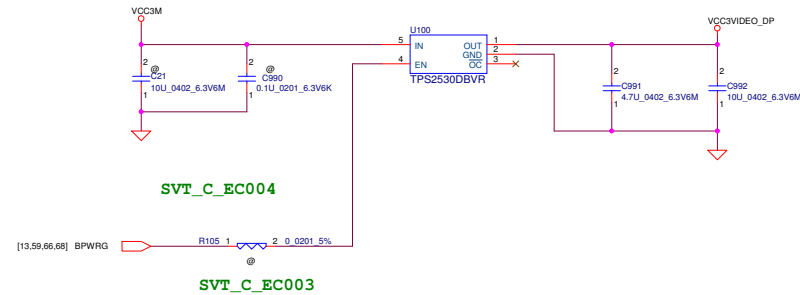 VCC3M
VCC3VIDEO_DP
U100
5 IN OUT 1
GND 2
4 EN OC 3
TPS2530DBVR
2 @
C21
10U_0402_6.3V6M
1
2 @
C990
0.1U_0201_6.3V6K
1
2
C991
4.7U_0402_6.3V6M
1
2
C992
10U_0402_6.3V6M
1
SVT_C_EC004
[13,59,66,68] BPWRG
R105 1 2 0_0201_5%
@
SVT_C_EC003